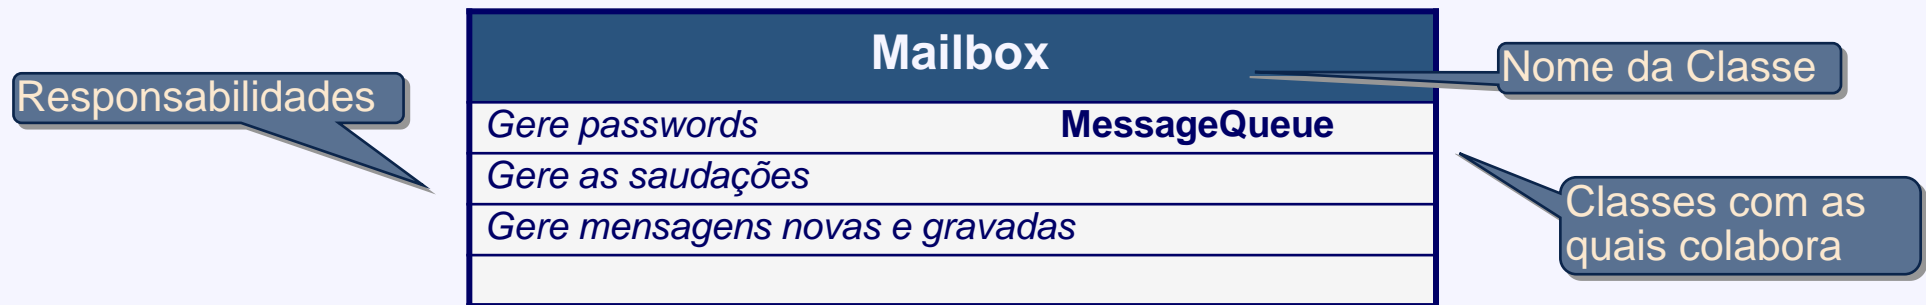 Mailbox
Nome da Classe
Responsabilidades
Gere passwords MessageQueue
Gere as saudações
Gere mensagens novas e gravadas
Classes com as
quais colabora